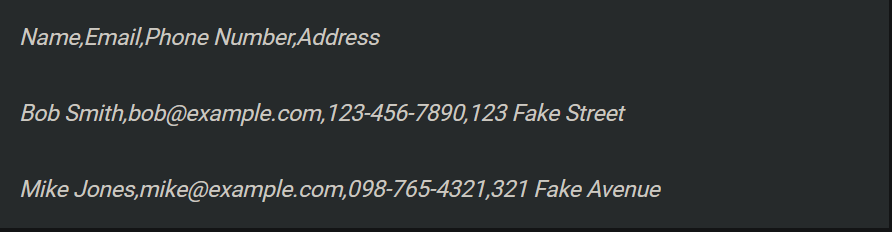 Name,Email,Phone Number,Address
Bob Smith,bob@example.com,123-456-7890,123 Fake Street
Mike Jones,mike@example.com,098-765-4321,321 Fake Avenue